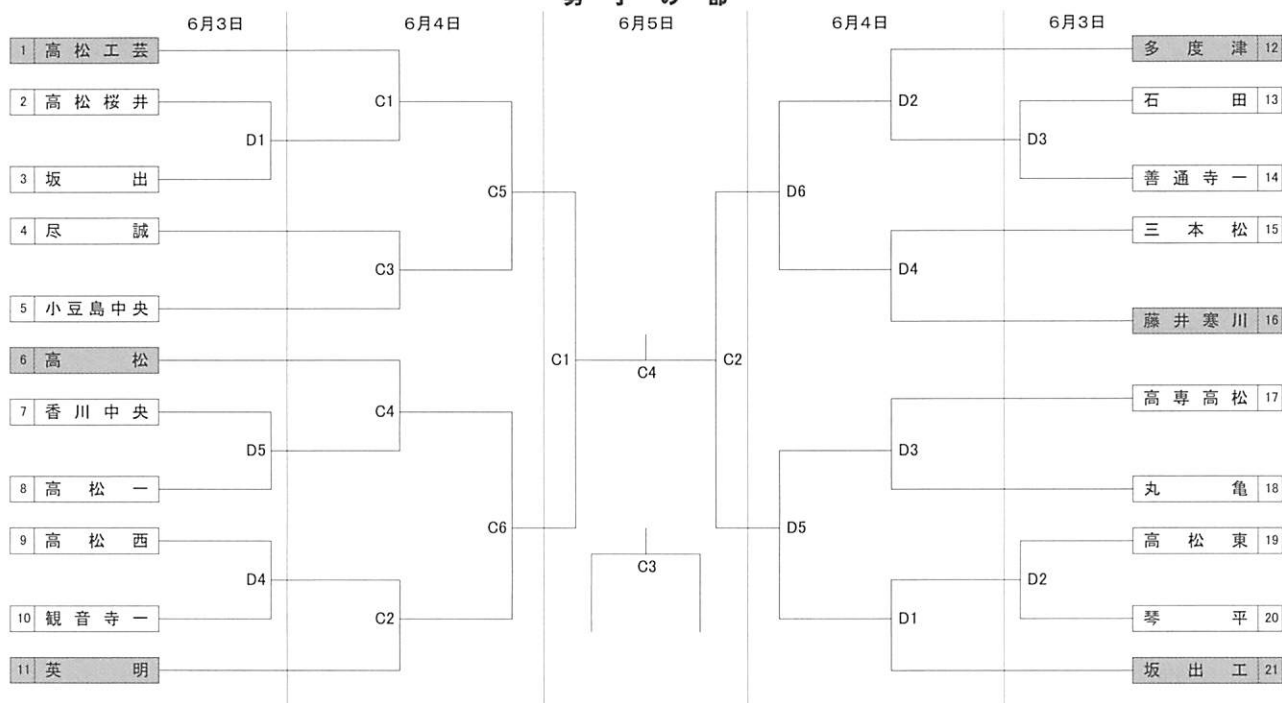 男子の部
6月3日 6月4日 6月5日 6月4日 6月3日
1 高松工芸
多度津 12
2 高松桜井
C1
D2
石田 13
D1
D3
3 坂出
善通寺一 14
C5
D6
4 尽誠
三本松 15
C3
D4
5 小豆島中央
藤井寒川 16
6 高松
C1
C4
C2
7 香川中央
C4
高専高松 17
D5
D3
8 高松一
丸亀 18
C6
D5
9 高松西
高松東 19
D4
C3
D2
10 観音寺一
C2
D1
琴平 20
11 英明
坂出工 21